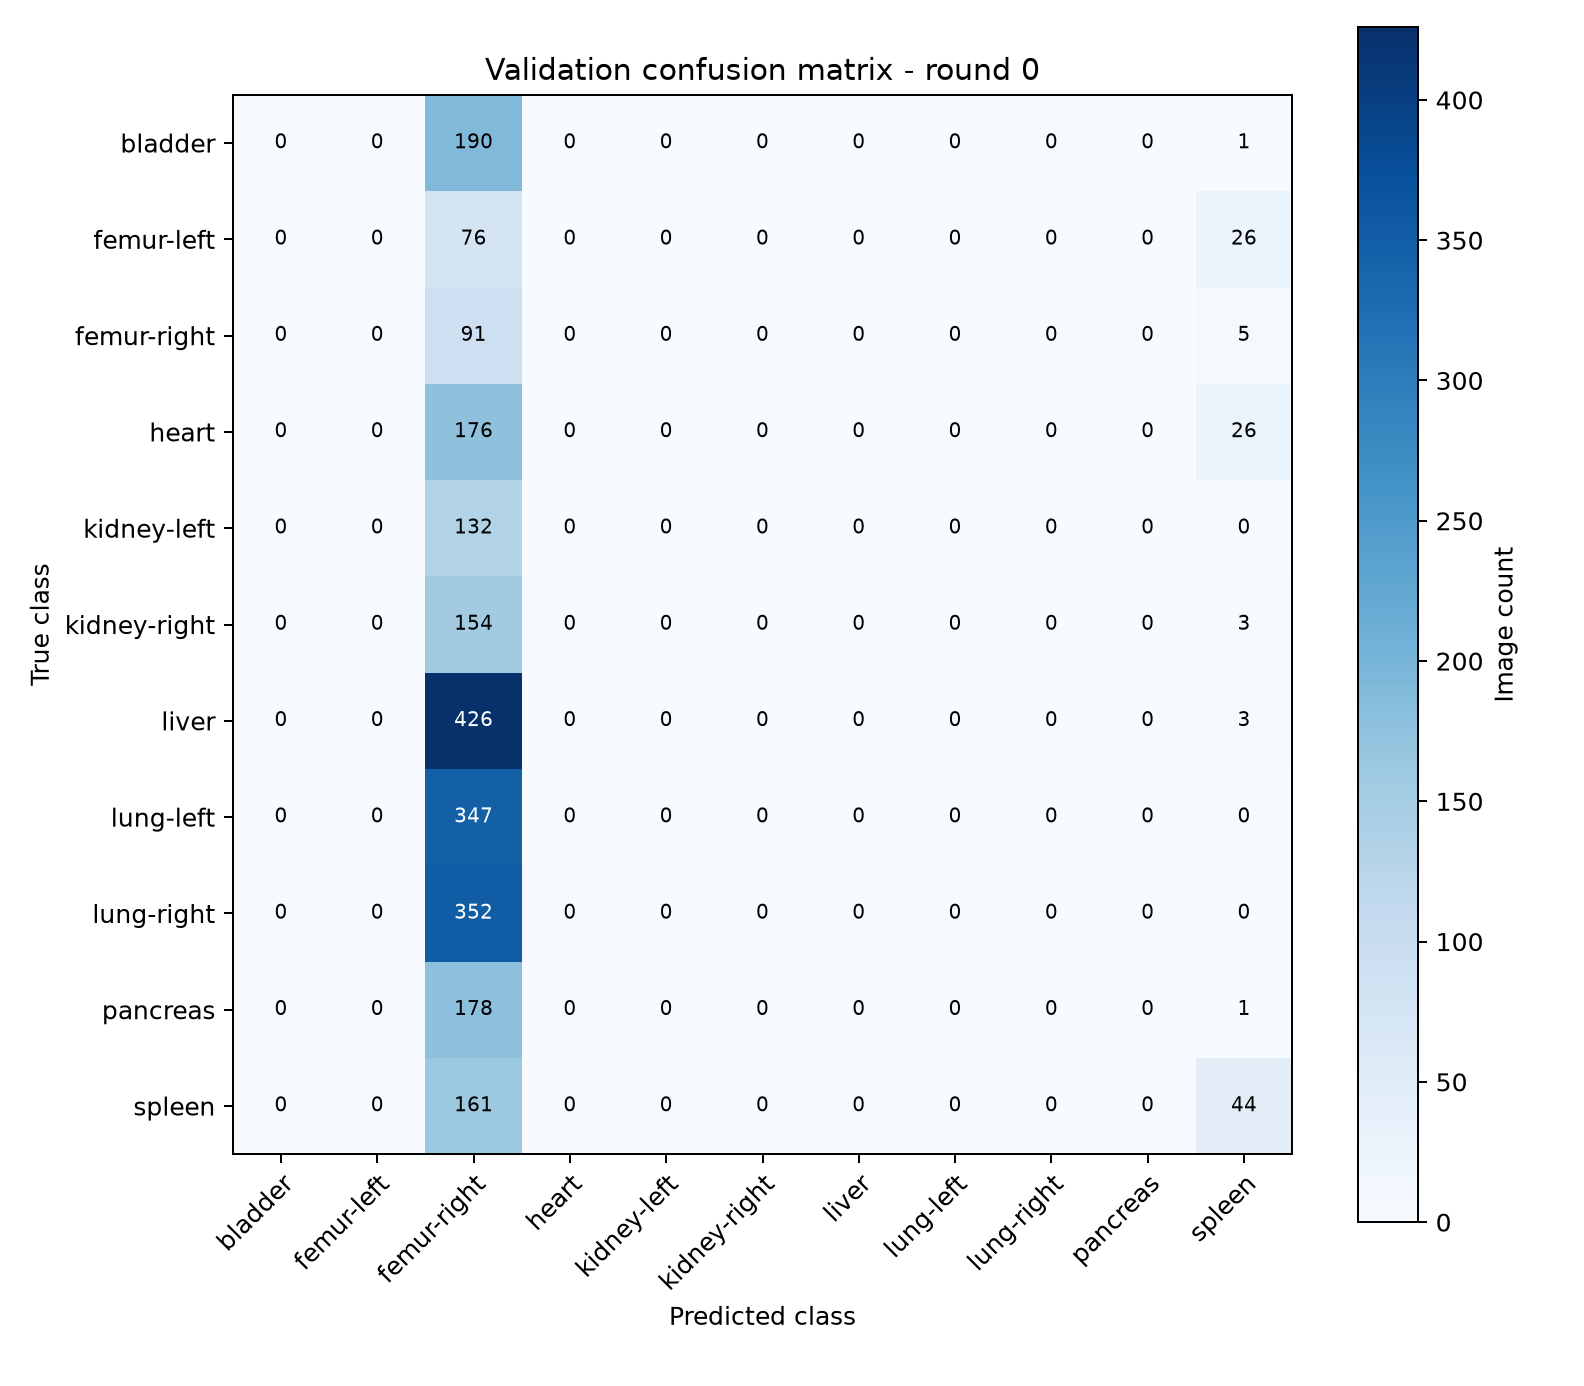 Validation confusion matrix - round 0
bladder 0 0 190 0 0 0 0 0 0 0 1
femur-left 0 0 76 0 0 0 0 0 0 0 26
femur-right 0 0 91 0 0 0 0 0 0 0 5
heart 0 0 176 0 0 0 0 0 0 0 26
kidney-left 0 0 132 0 0 0 0 0 0 0 0
kidney-right 0 0 154 0 0 0 0 0 0 0 3
liver 0 0 426 0 0 0 0 0 0 0 3
lung-left 0 0 347 0 0 0 0 0 0 0 0
lung-right 0 0 352 0 0 0 0 0 0 0 0
pancreas 0 0 178 0 0 0 0 0 0 0 1
spleen 0 0 161 0 0 0 0 0 0 0 44
bladder femur-left femur-right heart kidney-left kidney-right liver lung-left lung-right pancreas spleen
Predicted class
True class
400
350
300
250
200
150
100
50
0
Image count